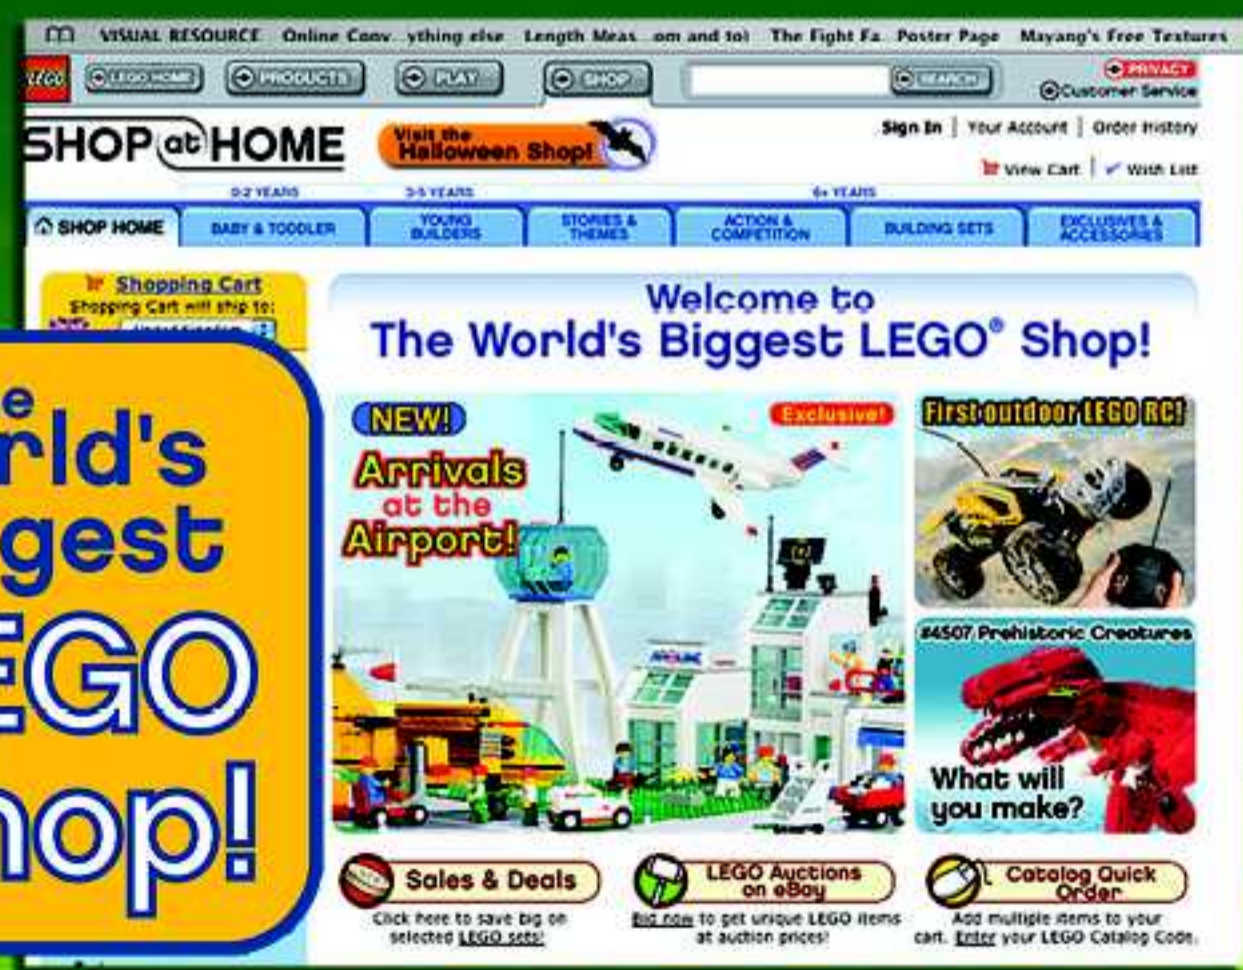 VISUAL RESOURCE Online Conv...ything else Length Meas...om and tol The Fight Fa... Poster Page Mayang's Free Textures
LEGO
LEGO HOME
PRODUCTS
PLAY
SHOP
SEARCH
PRIVACY
Customer Service
SHOP at HOME
Visit the
Halloween Shop!
Sign In | Your Account | Order History
View Cart | Wish List
0-2 YEARS
3-5 YEARS
6+ YEARS
SHOP HOME
BABY & TODDLER
YOUNG
BUILDERS
STORIES &
THEMES
ACTION &
COMPETITION
BUILDING SETS
EXCLUSIVES &
ACCESSORIES
Shopping Cart
Shopping Cart will ship to:
United Kingdom
Welcome to
The World's Biggest LEGO® Shop!
e
rld's
gest
EGO
hop!
NEW!
Arrivals
at the
Airport!
Exclusive!
First outdoor LEGO RC!
#4507 Prehistoric Creatures
What will
you make?
Sales & Deals
Click here to save big on
selected LEGO sets!
LEGO Auctions
on eBay
Bid now to get unique LEGO items
at auction prices!
Catalog Quick
Order
Add multiple items to your
cart. Enter your LEGO Catalog Code.